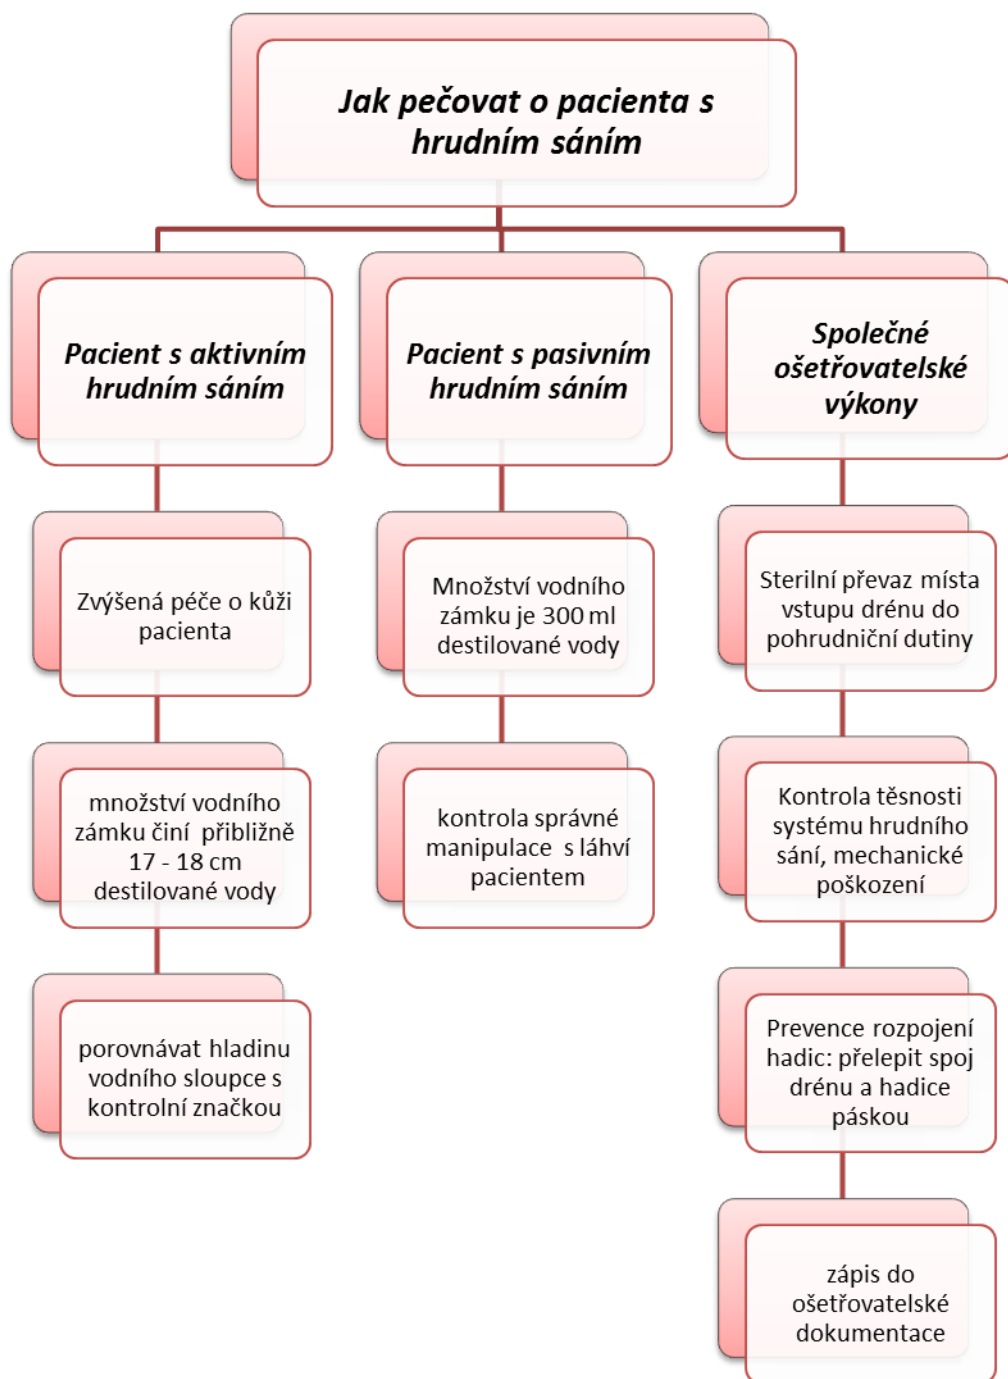 Jak pečovat o pacienta s
hrudním sáním
Pacient s aktivním
hrudním sáním
Zvýšená péče o kůži
pacienta
množství vodního
zámku činí přibližně
17 - 18 cm
destilované vody
porovnávat hladinu
vodního sloupce s
kontrolní značkou
Pacient s pasivním
hrudním sáním
Množství vodního
zámku je 300 ml
destilované vody
kontrola správné
manipulace s láhví
pacientem
Společné
ošetřovatelské
výkony
Sterilní převaz místa
vstupu drénu do
pohrudniční dutiny
Kontrola těsnosti
systému hrudního
sání, mechanické
poškození
Prevence rozpojení
hadic: přelepit spoj
drénu a hadice
páskou
zápis do
ošetřovatelské
dokumentace